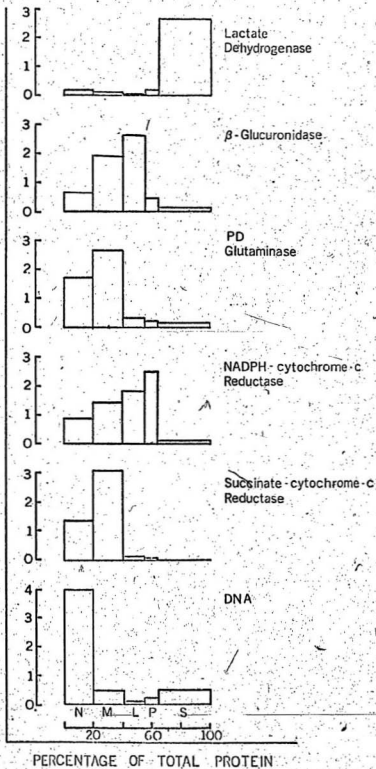 3
2
1
0
Lactate
Dehydrogenase
3
2
1
0
β-Glucuronidase
3
2
1
0
PD
Glutaminase
3
2
1
0
NADPH-cytochrome-c
Reductase
3
2
1
0
Succinate-cytochrome-c
Reductase
4
3
2
1
0
DNA
N M L P S
20 60 100
PERCENTAGE OF TOTAL PROTEIN